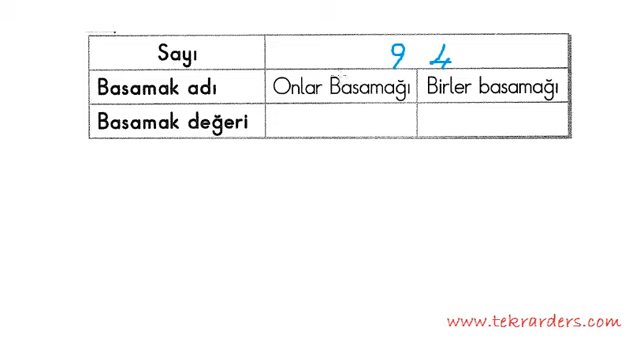 Sayı 9 4
Basamak adı Onlar Basamağı Birler basamağı
Basamak değeri
www.tekrarders.com